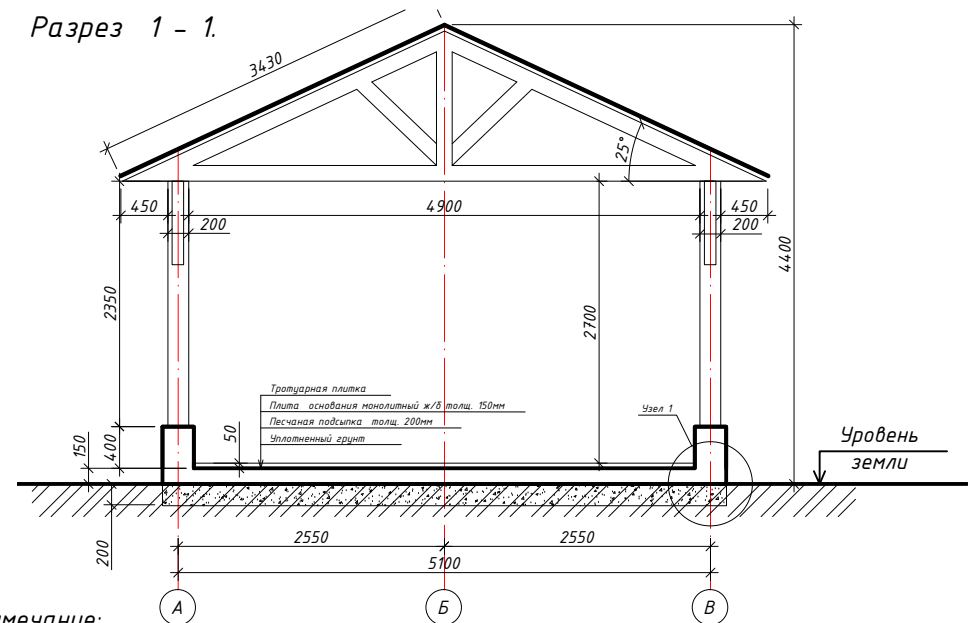 Разрез 1 - 1.
3430
25°
450
4900
450
200
200
4400
2350
2700
Тротуарная плитка
Плита основания монолитный ж/б толщ. 150мм
Песчаная подсыпка толщ. 200мм
Уплотненный грунт
50
Узел 1
150
400
Уровень
земли
200
2550
2550
5100
А
Б
В
мечание: